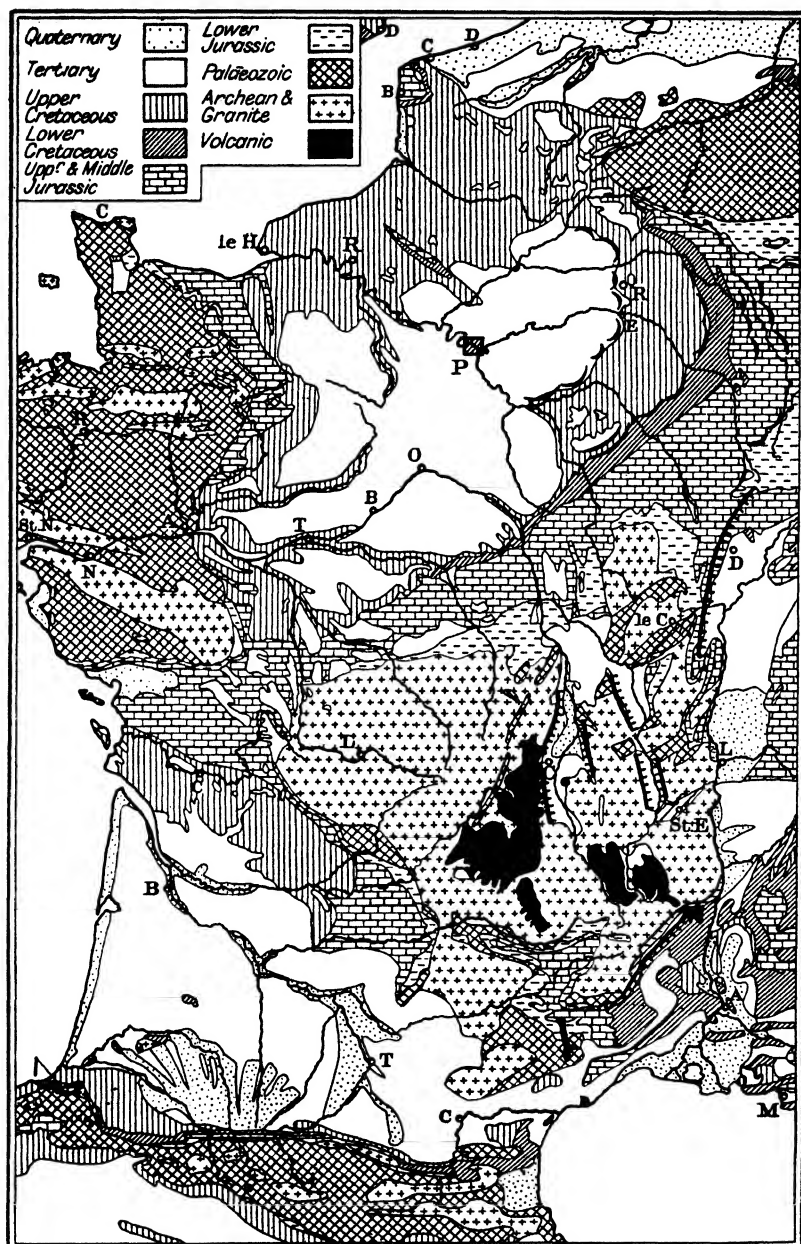 Quaternary
Lower
Jurassic
Tertiary
Palæozoic
Upper
Cretaceous
Archean &
Granite
Lower
Cretaceous
Volcanic
Uppr & Middle
Jurassic
D
C
D
B
C
le H
R
R
E
P
O
B
A
T
St.N.
N
D
le C.
L
L
C
St.E
B
T
C
M